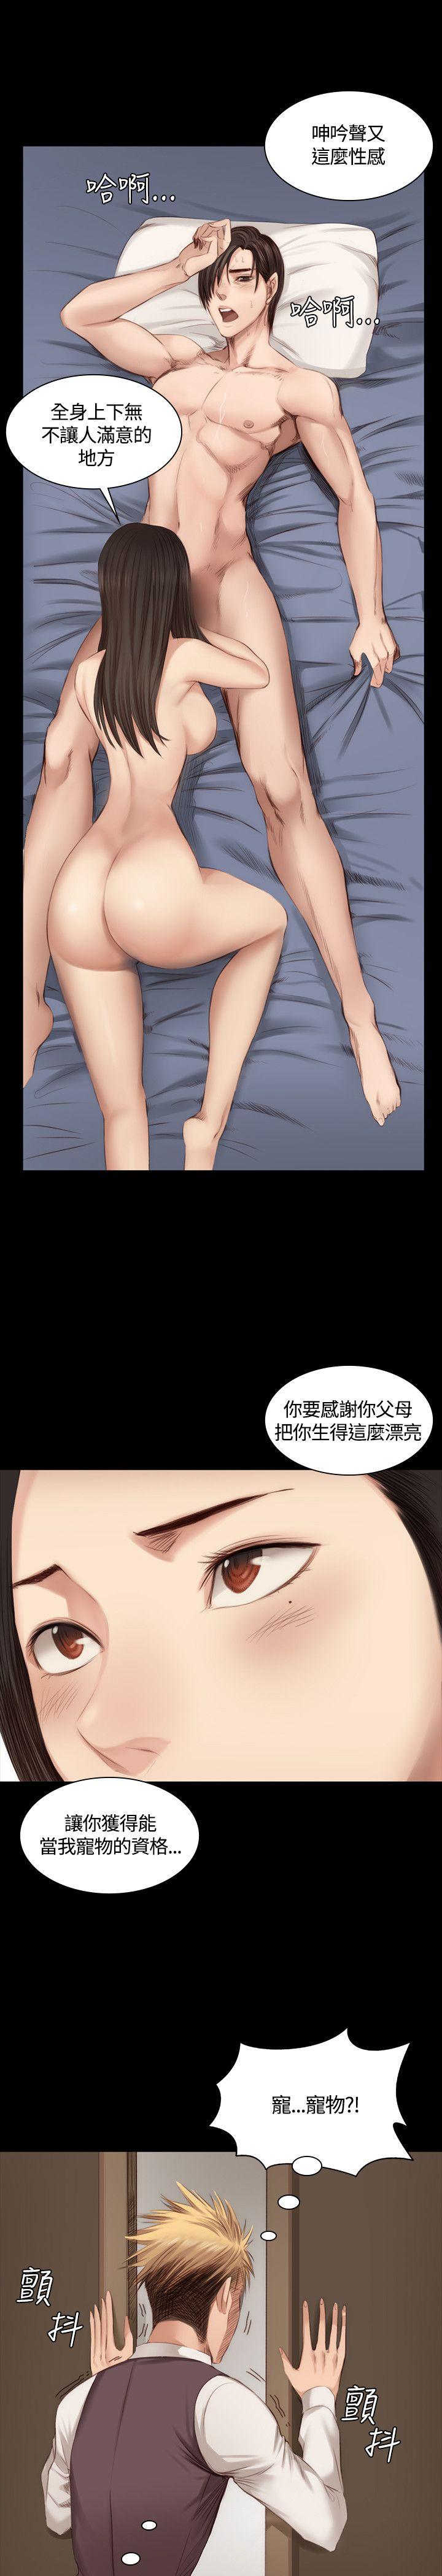 呻吟聲又
這麼性感
哈啊...
哈啊...
全身上下無
不讓人滿意的
地方
你要感謝你父母
把你生得這麼漂亮
讓你獲得能
當我寵物的資格...
寵...寵物?!
顫
抖
顫
抖